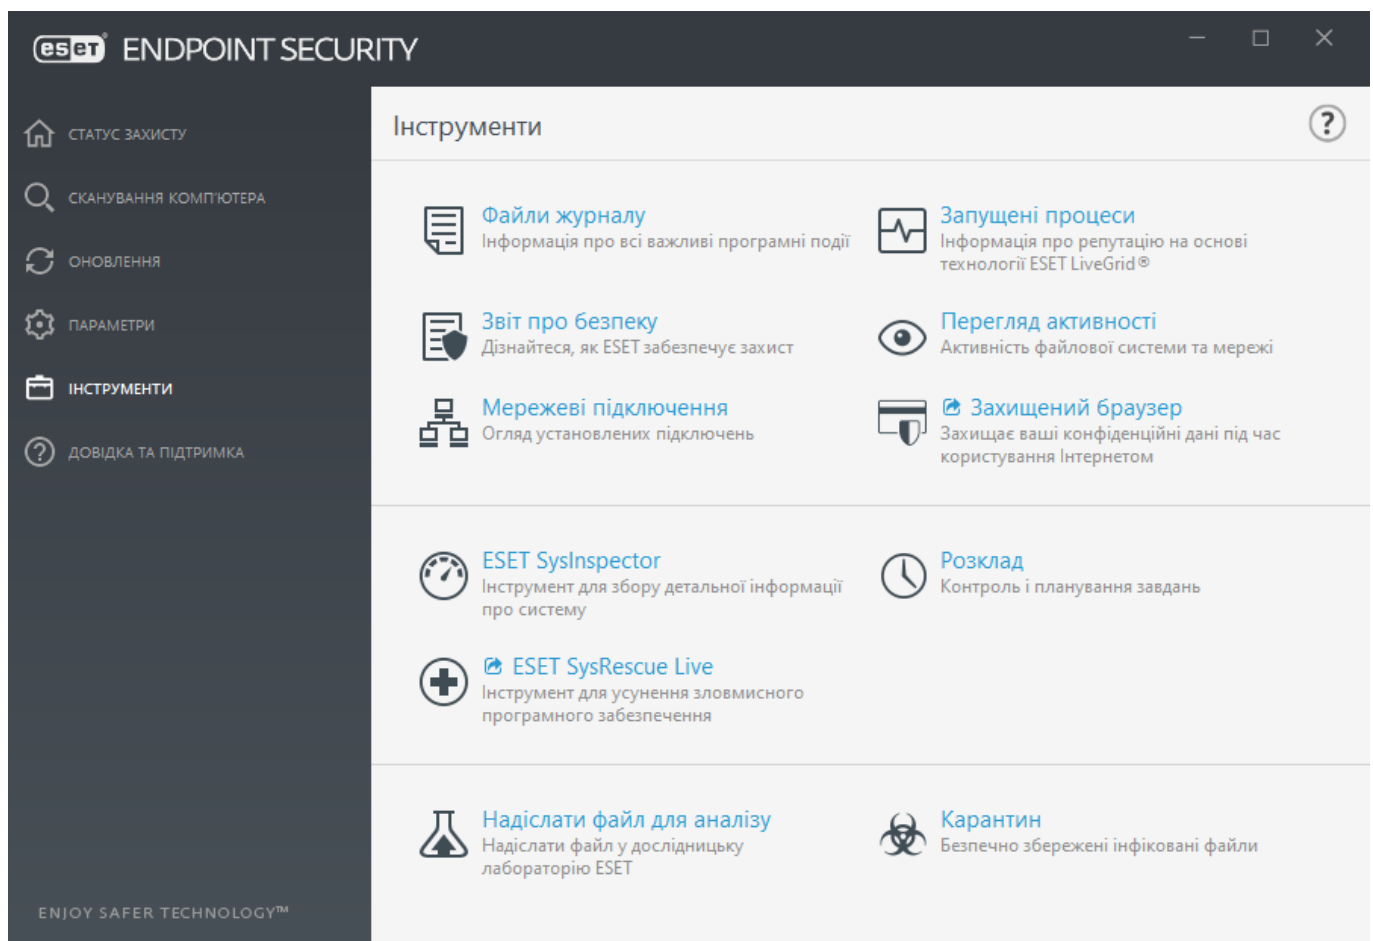 eset ENDPOINT SECURITY
СТАТУС ЗАХИСТУ
СКАНУВАННЯ КОМП'ЮТЕРА
ОНОВЛЕННЯ
ПАРАМЕТРИ
ІНСТРУМЕНТИ
ДОВІДКА ТА ПІДТРИМКА
ENJOY SAFER TECHNOLOGY™
Інструменти
?
Файли журналу
Інформація про всі важливі програмні події
Запущені процеси
Інформація про репутацію на основі
технології ESET LiveGrid®
Звіт про безпеку
Дізнайтеся, як ESET забезпечує захист
Перегляд активності
Активність файлової системи та мережі
Мережеві підключення
Огляд установлених підключень
Захищений браузер
Захищає ваші конфіденційні дані під час
користування Інтернетом
ESET SysInspector
Інструмент для збору детальної інформації
про систему
Розклад
Контроль і планування завдань
ESET SysRescue Live
Інструмент для усунення зловмисного
програмного забезпечення
Надіслати файл для аналізу
Надіслати файл у дослідницьку
лабораторію ESET
Карантин
Безпечно збережені інфіковані файли